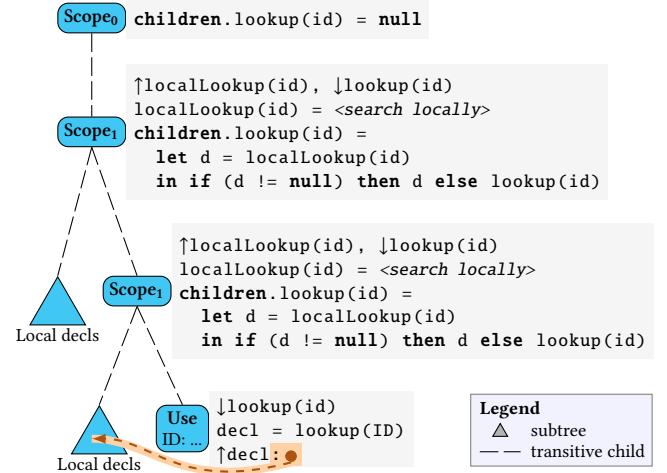 Scope₀ children.lookup(id) = null
↑localLookup(id), ↓lookup(id)
localLookup(id) = <search locally>
Scope₁ children.lookup(id) =
let d = localLookup(id)
in if (d != null) then d else lookup(id)
↑localLookup(id), ↓lookup(id)
localLookup(id) = <search locally>
Scope₁ children.lookup(id) =
let d = localLookup(id)
in if (d != null) then d else lookup(id)
Local decls
Use
ID: ...
↓lookup(id)
decl = lookup(ID)
↑decl:
Local decls
Legend
subtree
transitive child